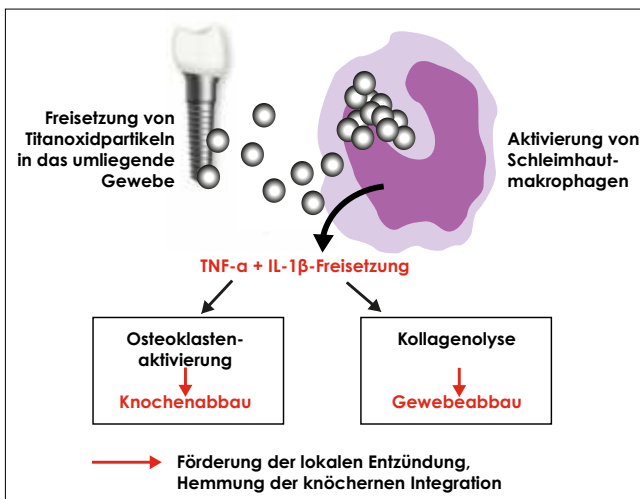 Freisetzung von
Titanoxidpartikeln
in das umliegende
Gewebe
Aktivierung von
Schleimhaut-
makrophagen
TNF-a + IL-1β-Freisetzung
Osteoklasten-
aktivierung
Knochenabbau
Kollagenolyse
Gewebeabbau
Förderung der lokalen Entzündung,
Hemmung der knöchernen Integration